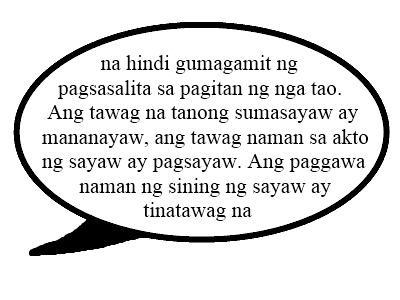 na hindi gumagamit ng
pagsasalita sa pagitan ng nga tao.
Ang tawag na tanong sumasayaw ay
mananayaw, ang tawag naman sa akto
ng sayaw ay pagsayaw. Ang paggawa
naman ng sining ng sayaw ay
tinatawag na